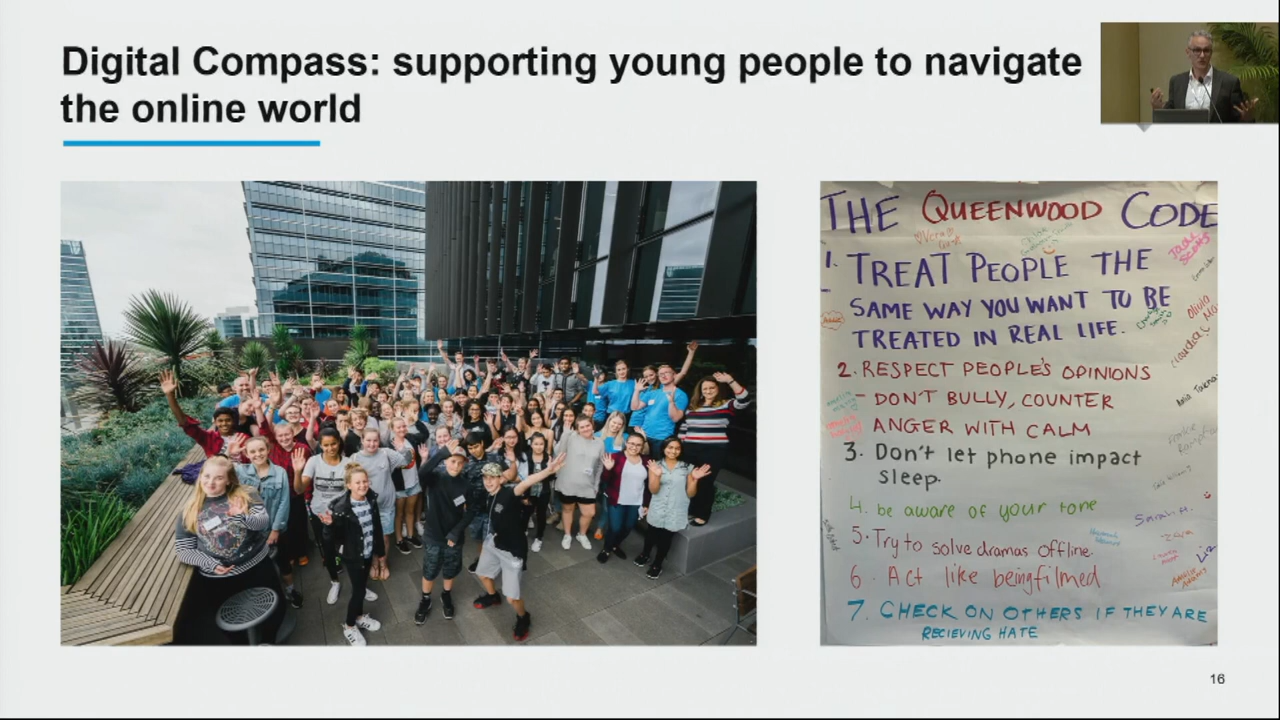 Digital Compass: supporting young people to navigate
the online world
THE QUEENWOOD CODE
1. TREAT PEOPLE THE
SAME WAY YOU WANT TO BE
TREATED IN REAL LIFE.
2. RESPECT PEOPLE'S OPINIONS
- DON'T BULLY, COUNTER
ANGER WITH CALM
3. Don't let phone impact
sleep.
4. be aware of your tone
5. Try to solve dramas offline.
6. Act like being filmed
7. CHECK ON OTHERS IF THEY ARE
RECIEVING HATE
Sarah.H.
Liz
16